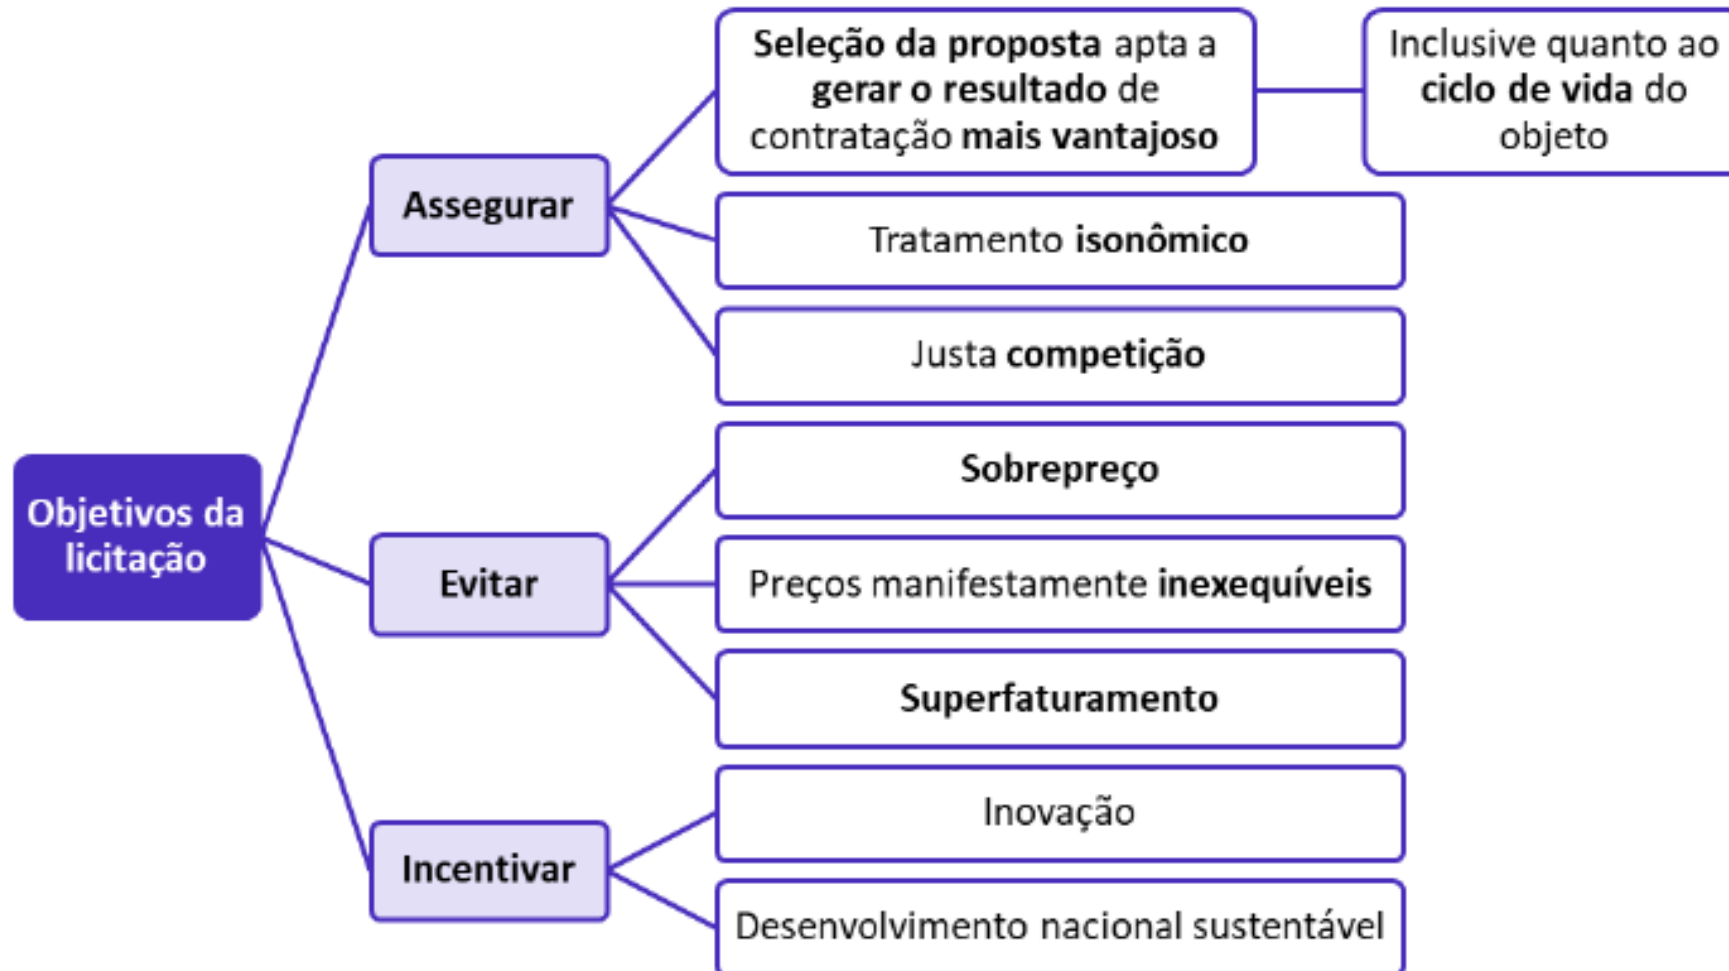 Seleção da proposta apta a
gerar o resultado de
contratação mais vantajoso
Inclusive quanto ao
ciclo de vida do
objeto
Assegurar
Tratamento isonômico
Justa competição
Objetivos da
licitação
Sobrepreço
Evitar
Preços manifestamente inexequíveis
Superfaturamento
Inovação
Incentivar
Desenvolvimento nacional sustentável